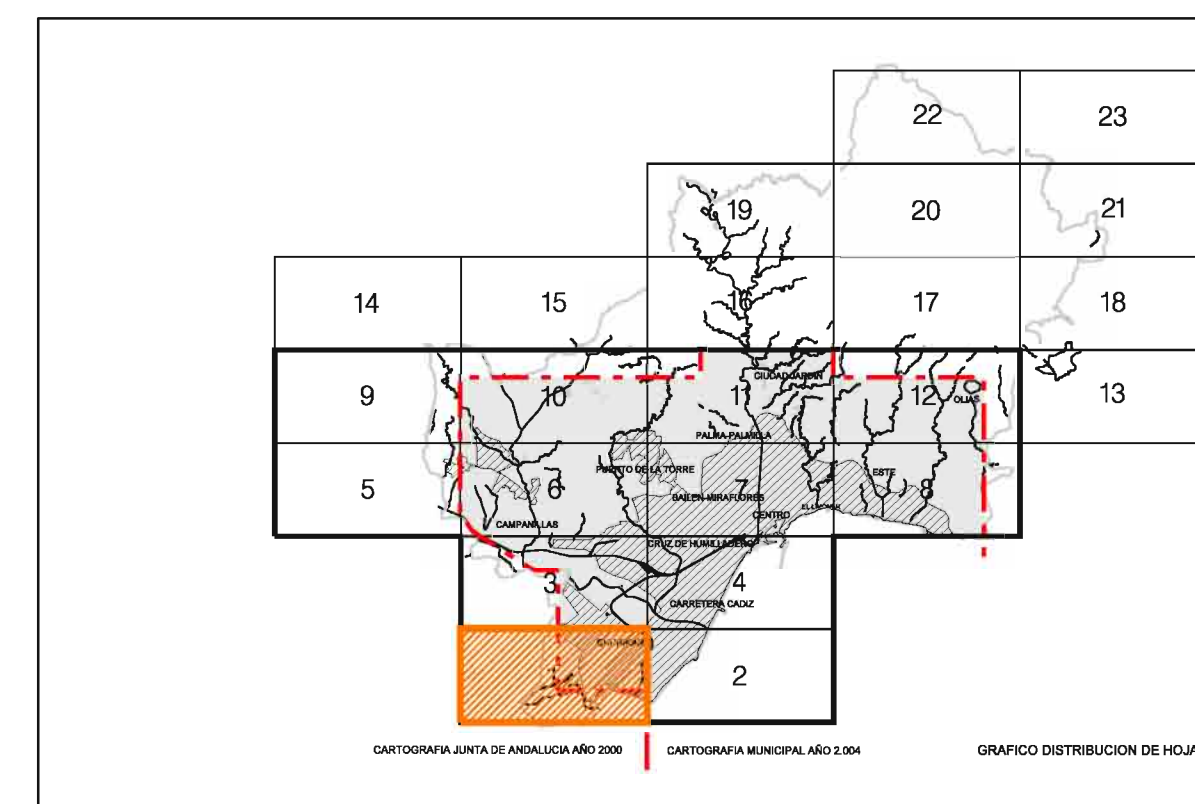 22 23
19 20 21
14 15 16 17 18
CIUDAD JARDIN
9 10 11 12 13
OLIAS
PALMA-PALMILLA
PUERTO DE LA TORRE ESTE
5 6 7 8
BAILEN-MIRAFLORES
CENTRO
CAMPANILLAS
CRUZ DE HUMILLADERO
3 4
CARRETERA CADIZ
2
CARTOGRAFIA JUNTA DE ANDALUCIA AÑO 2000 CARTOGRAFIA MUNICIPAL AÑO 2.004 GRAFICO DISTRIBUCION DE HOJA